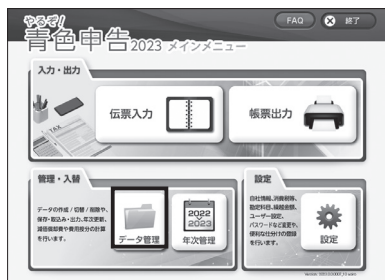 やるぞ!
青色申告2023 メインメニュー
FAQ
終了
入力・出力
TAX
伝票入力
帳票出力
管理・入替
データの作成/切替/削除や、
保存・取込み・出力、年次更新、
減価償却費や費用按分の計算
を行います。
データ管理
2022
2023
年次管理
設定
自社情報、消費税等、
勘定科目、繰越金額、
ユーザー設定、
パスワードなど変更や、
便利な仕分けの登録
を行います。
設定